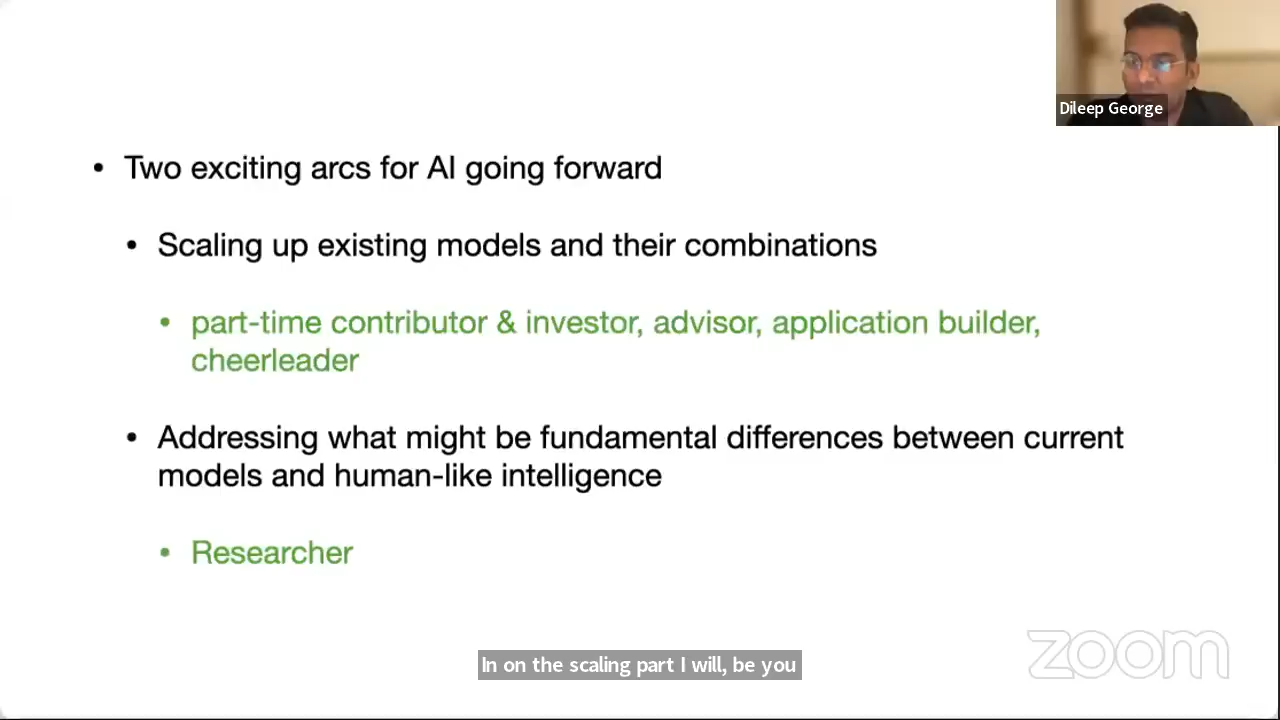 Dileep George
• Two exciting arcs for AI going forward
• Scaling up existing models and their combinations
• part-time contributor & investor, advisor, application builder,
cheerleader
• Addressing what might be fundamental differences between current
models and human-like intelligence
• Researcher
In on the scaling part I will, be you
zoom